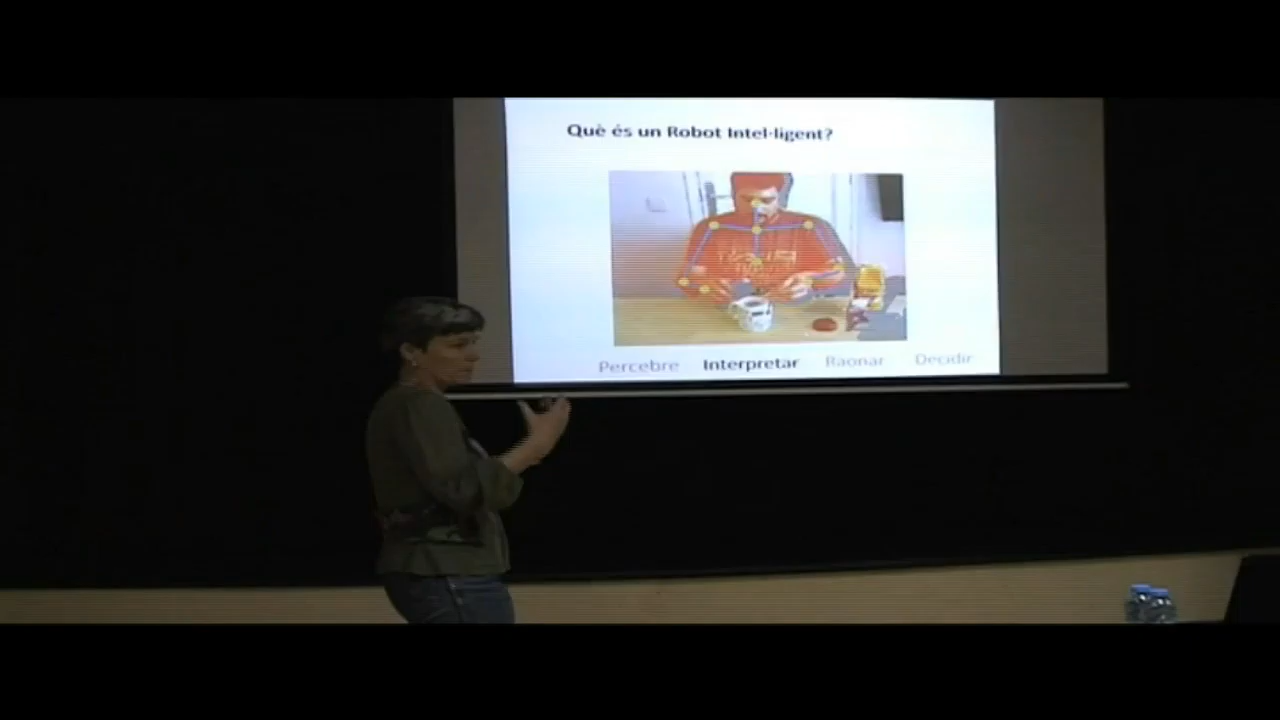 Què és un Robot Intel·ligent?
Percebre Interpretar Raonar Decidir